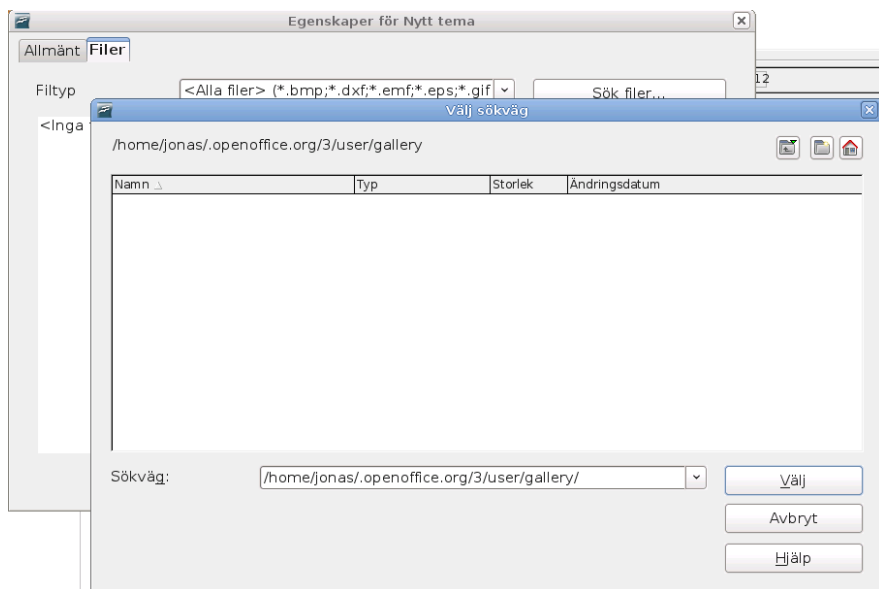 Egenskaper för Nytt tema
Allmänt Filer
Filtyp <Alla filer> (*.bmp;*.dxf;*.emf;*.eps;*.gif Sök filer...
12
Välj sökväg
<Inga
/home/jonas/.openoffice.org/3/user/gallery
Namn Typ Storlek Ändringsdatum
Sökväg: /home/jonas/.openoffice.org/3/user/gallery/ Välj
Avbryt
Hjälp